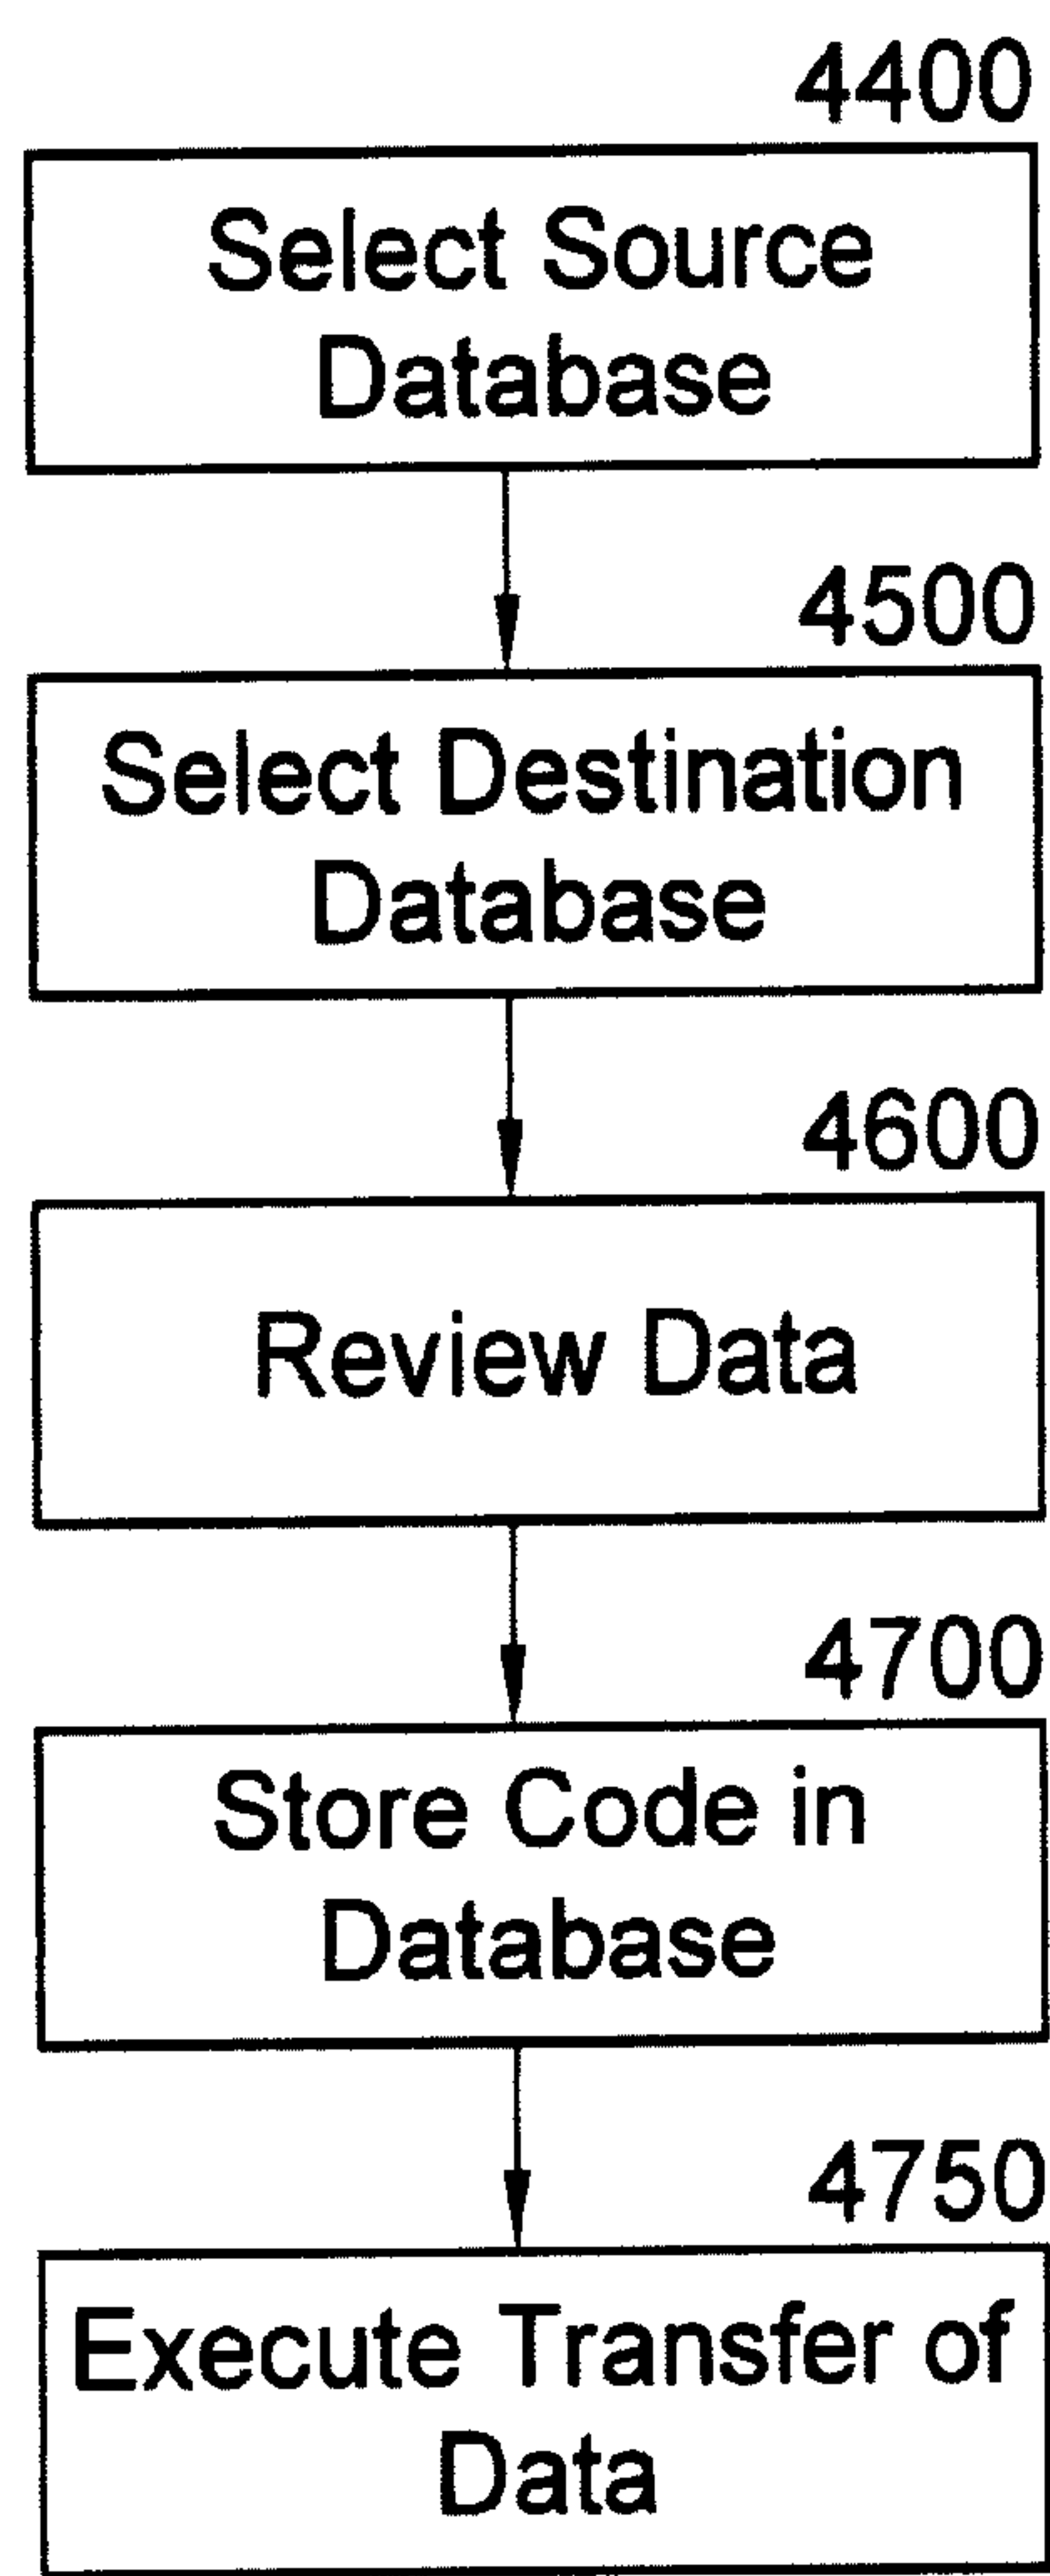 4400
Select Source
Database
4500
Select Destination
Database
4600
Review Data
4700
Store Code in
Database
4750
Execute Transfer of
Data